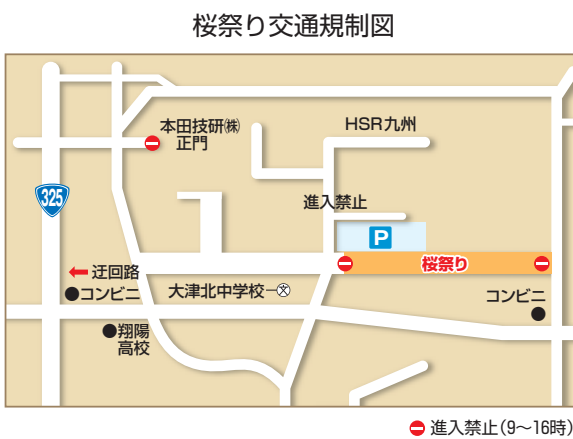 桜祭り交通規制図
本田技研㈱
正門
HSR九州
325
進入禁止
P
桜祭り
迂回路
コンビニ
大津北中学校
文
コンビニ
翔陽
高校
進入禁止(9～16時)